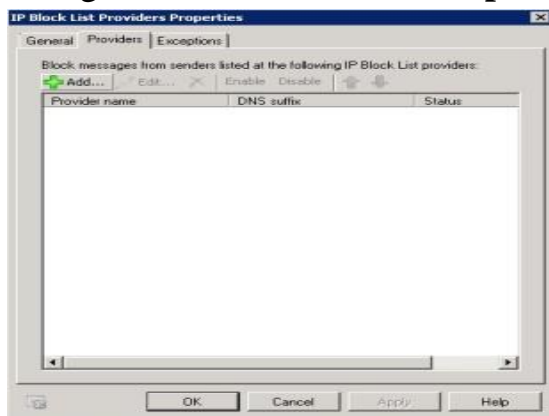 IP Block List Providers Properties
General Providers Exceptions
Block messages from senders listed at the following IP Block List providers:
Add... Edit... Enable Disable
Provider name DNS suffix Status
OK Cancel Apply Help